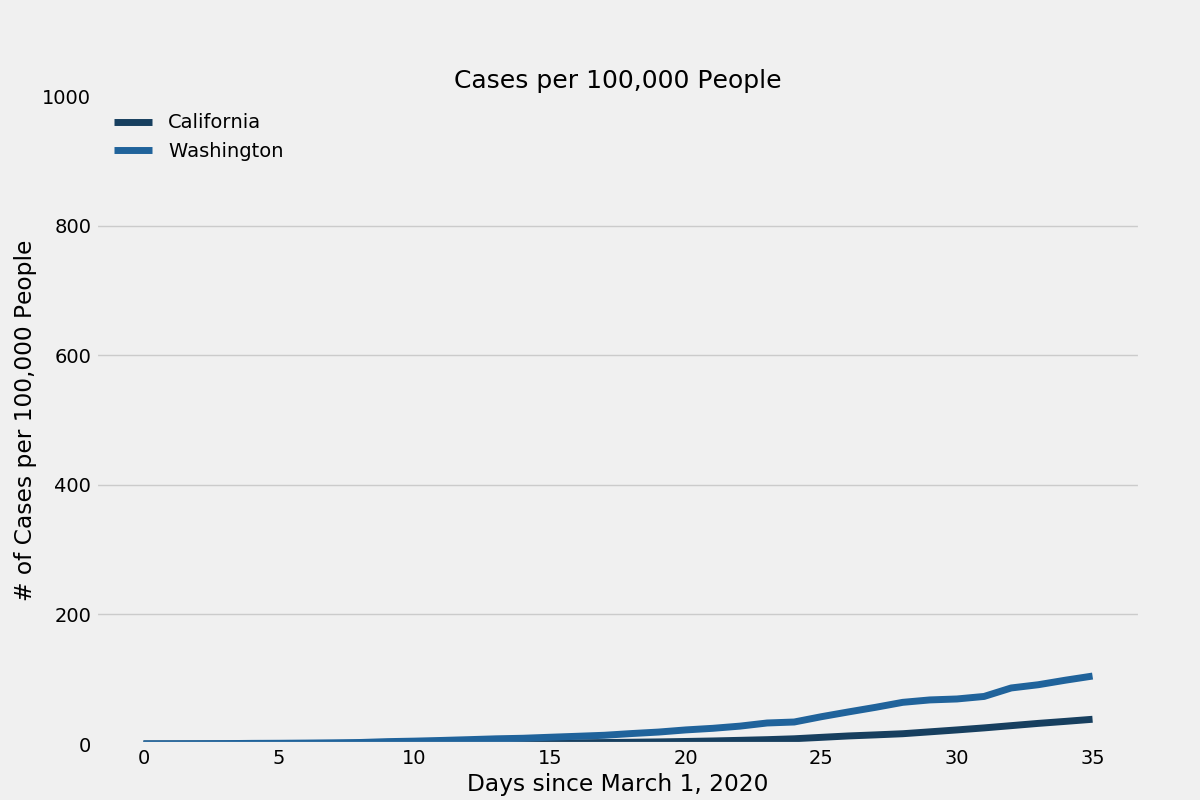 Cases per 100,000 People
1000
California
Washington
800
600
400
200
0
# of Cases per 100,000 People
0 5 10 15 20 25 30 35
Days since March 1, 2020